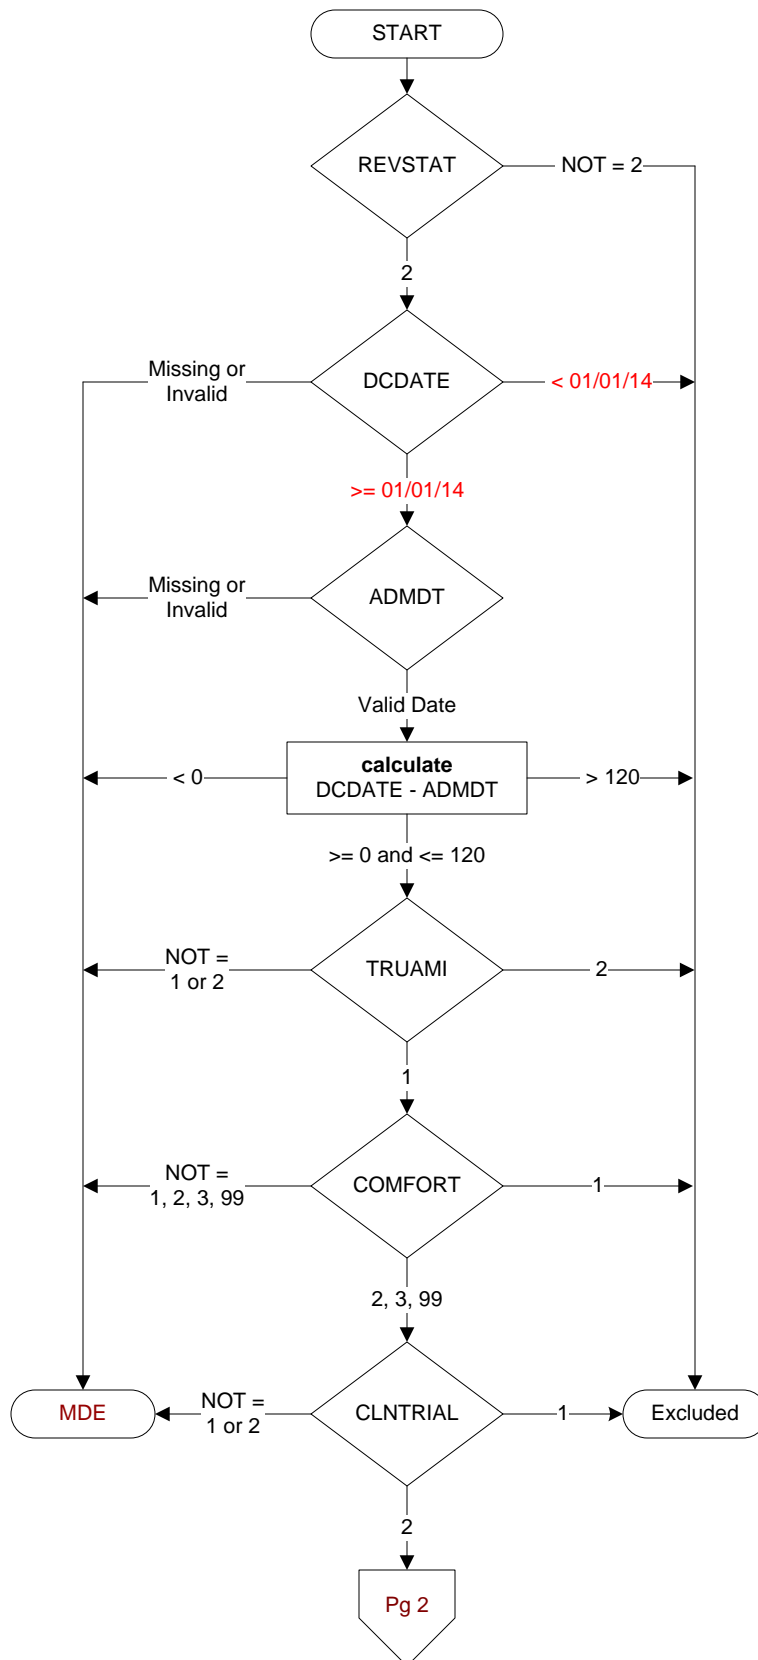 START
REVSTAT
NOT = 2
2
Missing or
Invalid
DCDATE
< 01/01/14
>= 01/01/14
Missing or
Invalid
ADMDT
Valid Date
< 0
calculate
DCDATE - ADMDT
> 120
>= 0 and <= 120
NOT =
1 or 2
TRUAMI
2
1
NOT =
1, 2, 3, 99
COMFORT
1
2, 3, 99
MDE
NOT =
1 or 2
CLNTRIAL
1
Excluded
2
Pg 2